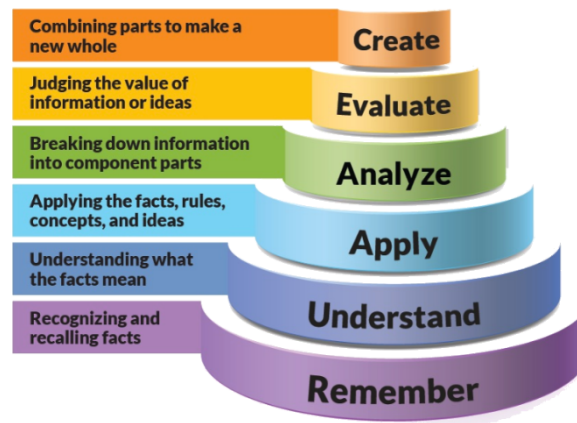 Combining parts to make a
new whole
Create
Judging the value of
information or ideas
Evaluate
Breaking down information
into component parts
Analyze
Applying the facts, rules,
concepts, and ideas
Apply
Understanding what
the facts mean
Understand
Recognizing and
recalling facts
Remember